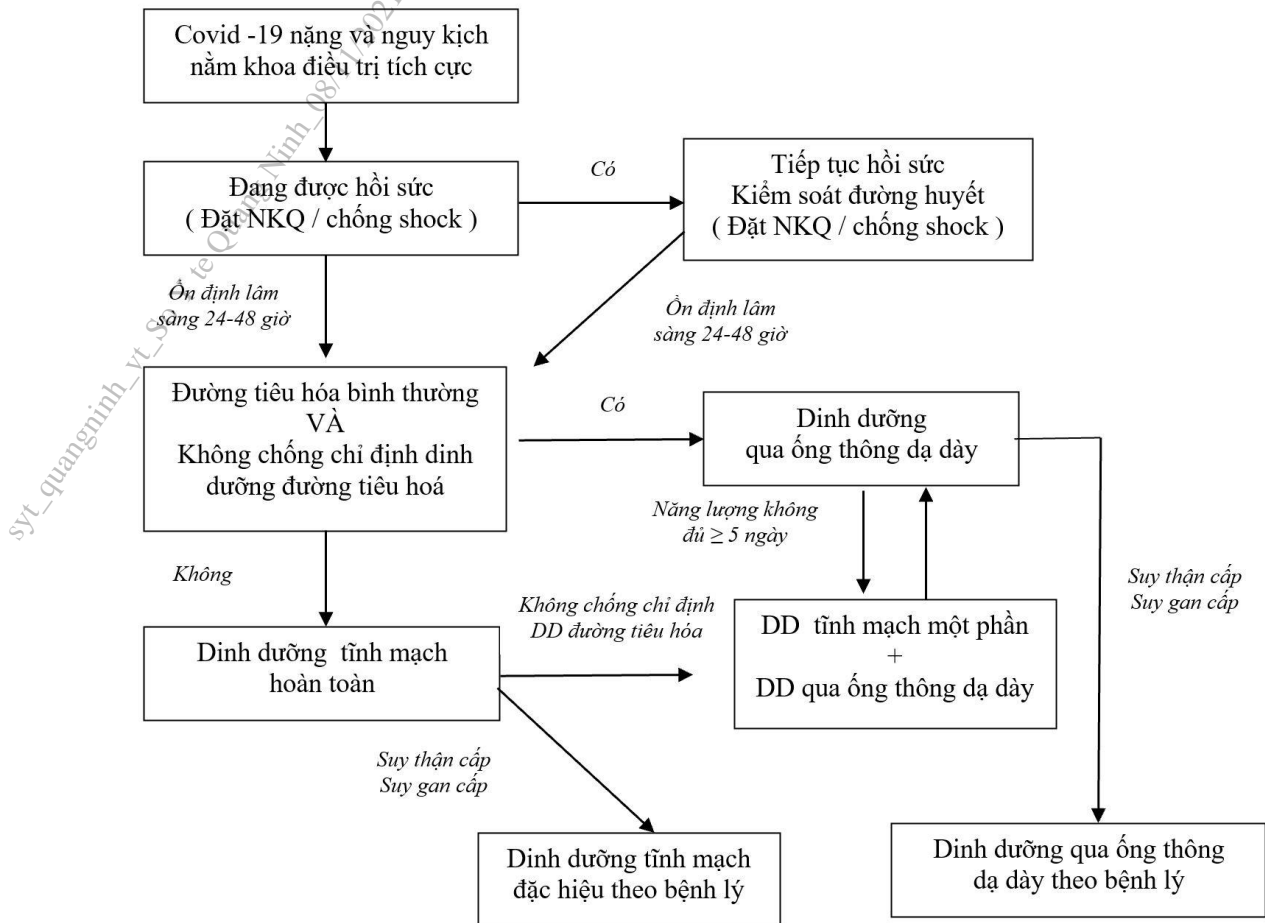 Covid -19 nặng và nguy kịch
nằm khoa điều trị tích cực
Đang được hồi sức
( Đặt NKQ / chống shock )
Có
Tiếp tục hồi sức
Kiểm soát đường huyết
( Đặt NKQ / chống shock )
Ổn định lâm
sàng 24-48 giờ
Ổn định lâm
sàng 24-48 giờ
Đường tiêu hóa bình thường
VÀ
Không chống chỉ định dinh
dưỡng đường tiêu hoá
Có
Dinh dưỡng
qua ống thông dạ dày
Năng lượng không
đủ ≥ 5 ngày
Không
Suy thận cấp
Suy gan cấp
Dinh dưỡng tĩnh mạch
hoàn toàn
Không chống chỉ định
DD đường tiêu hóa
DD tĩnh mạch một phần
+
DD qua ống thông dạ dày
Suy thận cấp
Suy gan cấp
Dinh dưỡng tĩnh mạch
đặc hiệu theo bệnh lý
Dinh dưỡng qua ống thông
dạ dày theo bệnh lý
syt_quangninh_vt_So Y te Quang Ninh_08/11/2021